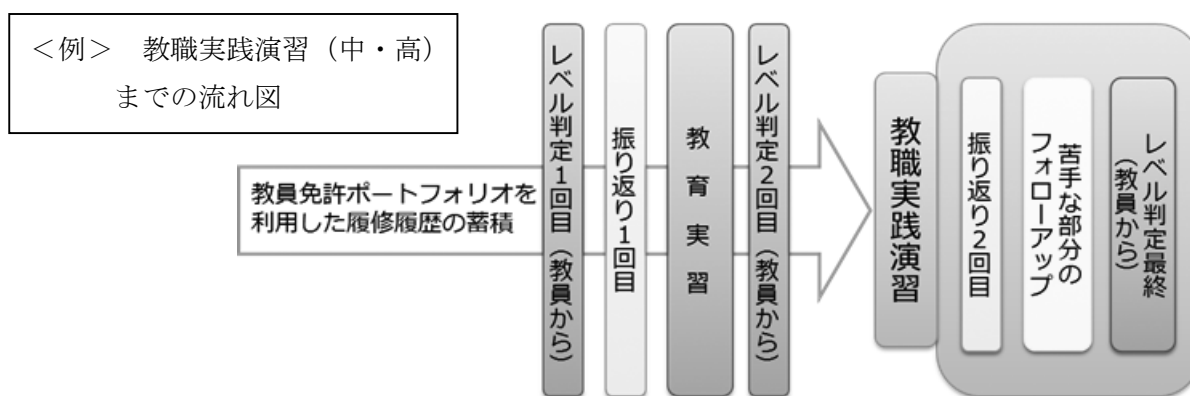 ＜例＞　教職実践演習（中・高）
までの流れ図
教員免許ポートフォリオを
利用した履修履歴の蓄積
レベル判定1回目（教員から）
振り返り1回目
教育実習
レベル判定2回目（教員から）
教職実践演習
振り返り2回目
苦手な部分の
フォローアップ
レベル判定最終
（教員から）